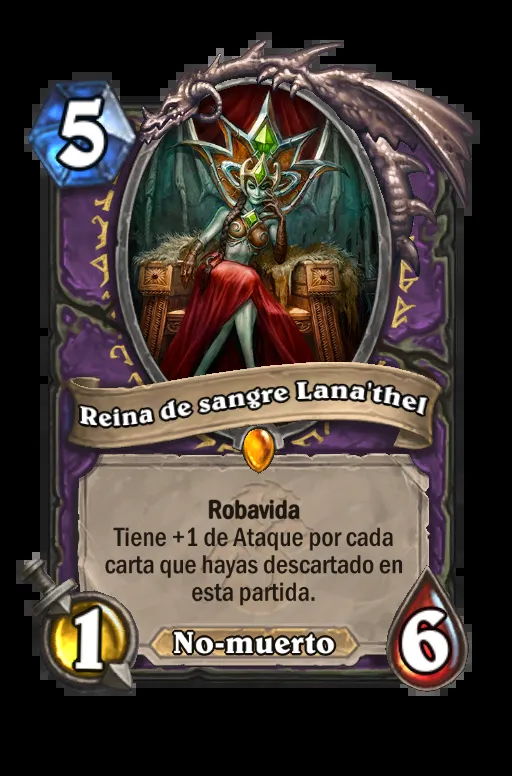 5
Reina de sangre Lana'thel
Robavida
Tiene +1 de Ataque por cada
carta que hayas descartado en
esta partida.
1
No-muerto
6